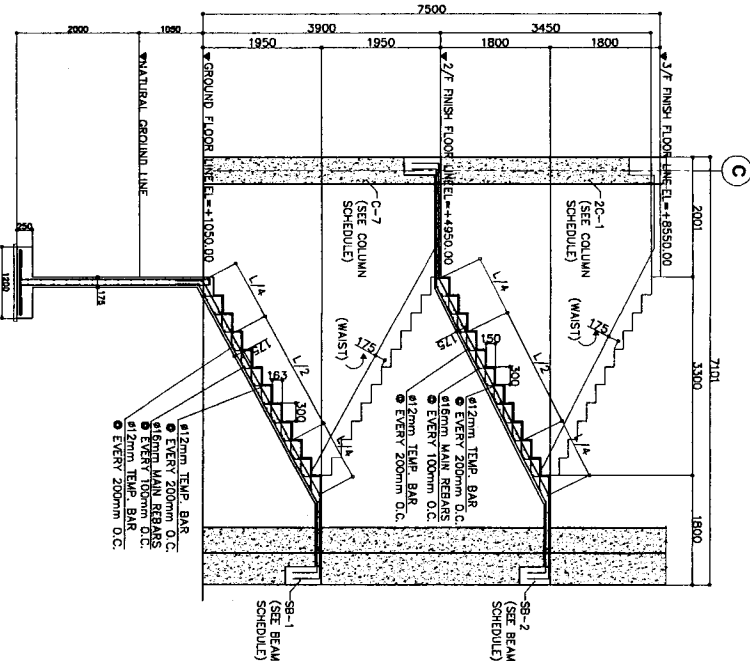 7500
3900
3450
2000
1050
1950
1950
1800
1800
NATURAL GROUND LINE
GROUND FLOOR LINE EL=+1050.00
2/F FINISH FLOOR LINE EL=+4950.00
3/F FINISH FLOOR LINE EL=+8550.00
C
C-7
(SEE COLUMN
SCHEDULE)
2C-1
(SEE COLUMN
SCHEDULE)
2001
7101
3300
1800
250
1200
175
L/4
L/2
L/4
175
163
300
175
(WAIST)
L/4
L/2
L/4
175
150
300
175
(WAIST)
ø12mm TEMP. BAR
@ EVERY 200mm O.C.
ø16mm MAIN REBARS
@ EVERY 100mm O.C.
ø12mm TEMP. BAR
@ EVERY 200mm O.C.
ø12mm TEMP. BAR
@ EVERY 200mm O.C.
ø16mm MAIN REBARS
@ EVERY 100mm O.C.
ø12mm TEMP. BAR
@ EVERY 200mm O.C.
SB-1
(SEE BEAM
SCHEDULE)
SB-2
(SEE BEAM
SCHEDULE)